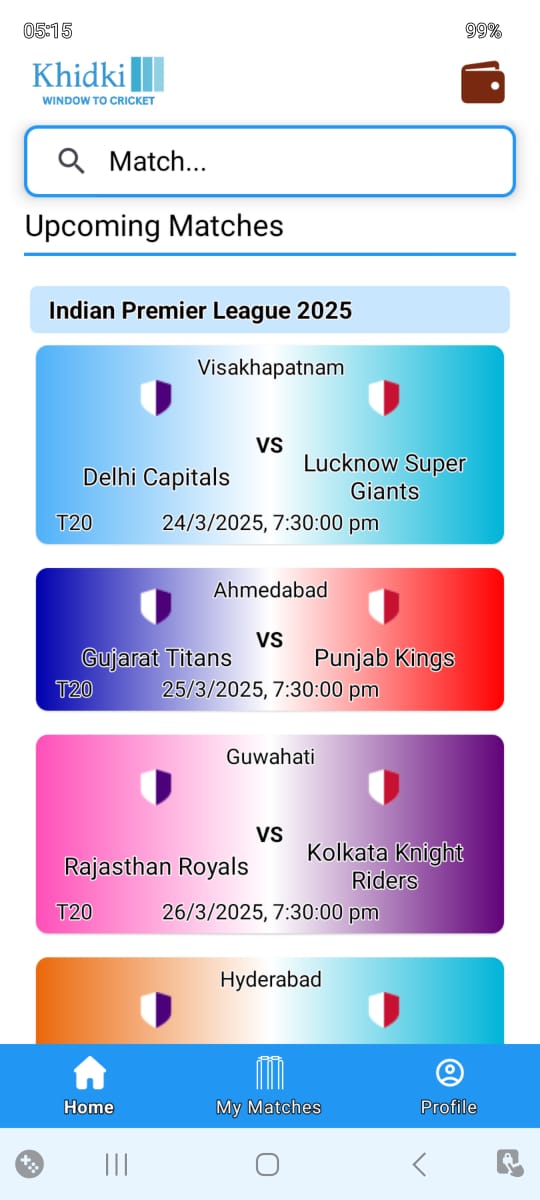 05:15
99%
Khidki
WINDOW TO CRICKET
Match...
Upcoming Matches
Indian Premier League 2025
Visakhapatnam
VS
Delhi Capitals
Lucknow Super
Giants
T20
24/3/2025, 7:30:00 pm
Ahmedabad
VS
Gujarat Titans
Punjab Kings
T20
25/3/2025, 7:30:00 pm
Guwahati
VS
Rajasthan Royals
Kolkata Knight
Riders
T20
26/3/2025, 7:30:00 pm
Hyderabad
Home
My Matches
Profile